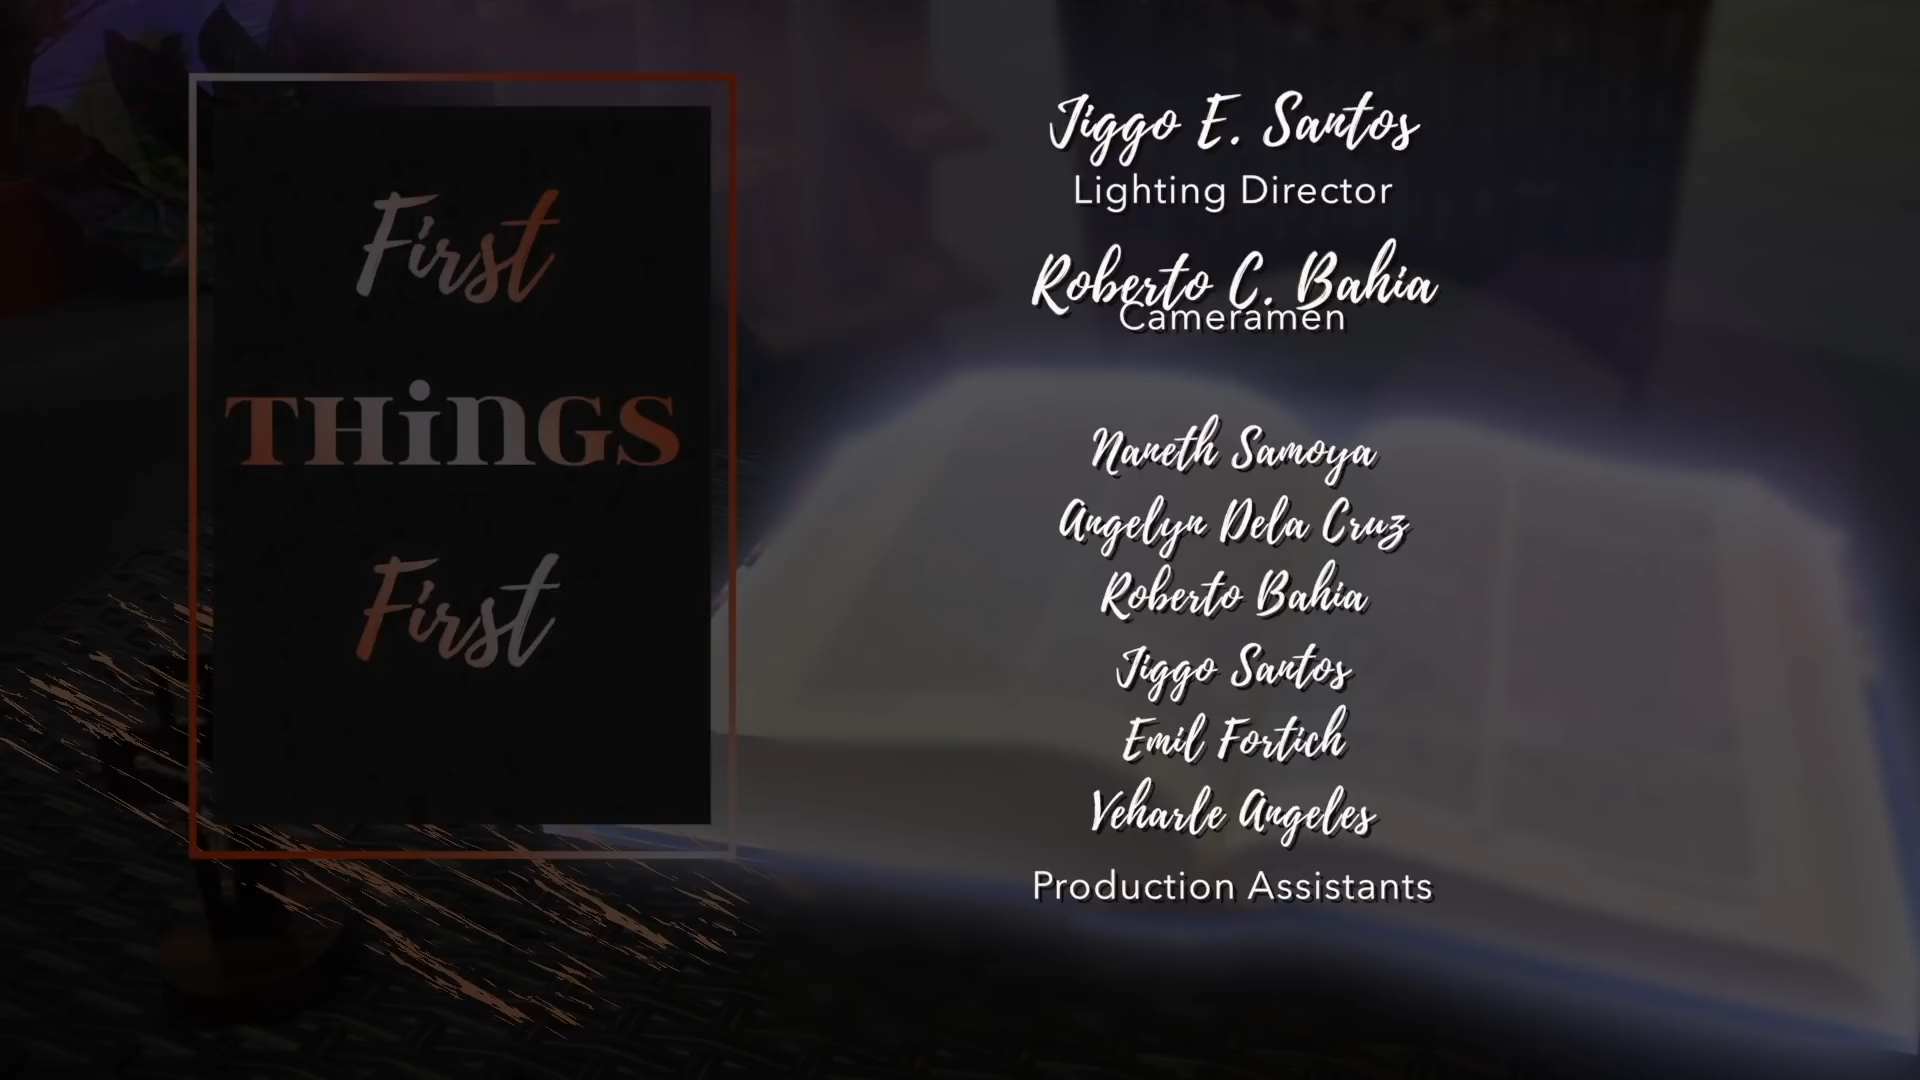 First
THiNGS
First
Jiggo E. Santos
Lighting Director
Roberto C. Bahia
Cameramen
Naneth Samoya
Angelyn Dela Cruz
Roberto Bahia
Jiggo Santos
Emil Fortich
Veharle Angeles
Production Assistants